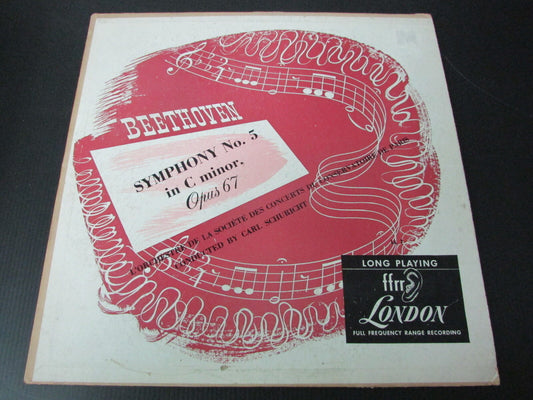 BEETHOVEN
SYMPHONY No. 5
in C minor,
Opus 67
L'ORCHESTRE DE LA SOCIÉTÉ DES CONCERTS DU CONSERVATOIRE DE PARIS
CONDUCTED BY CARL SCHURICHT
LONG PLAYING
ffrr
LONDON
FULL FREQUENCY RANGE RECORDING